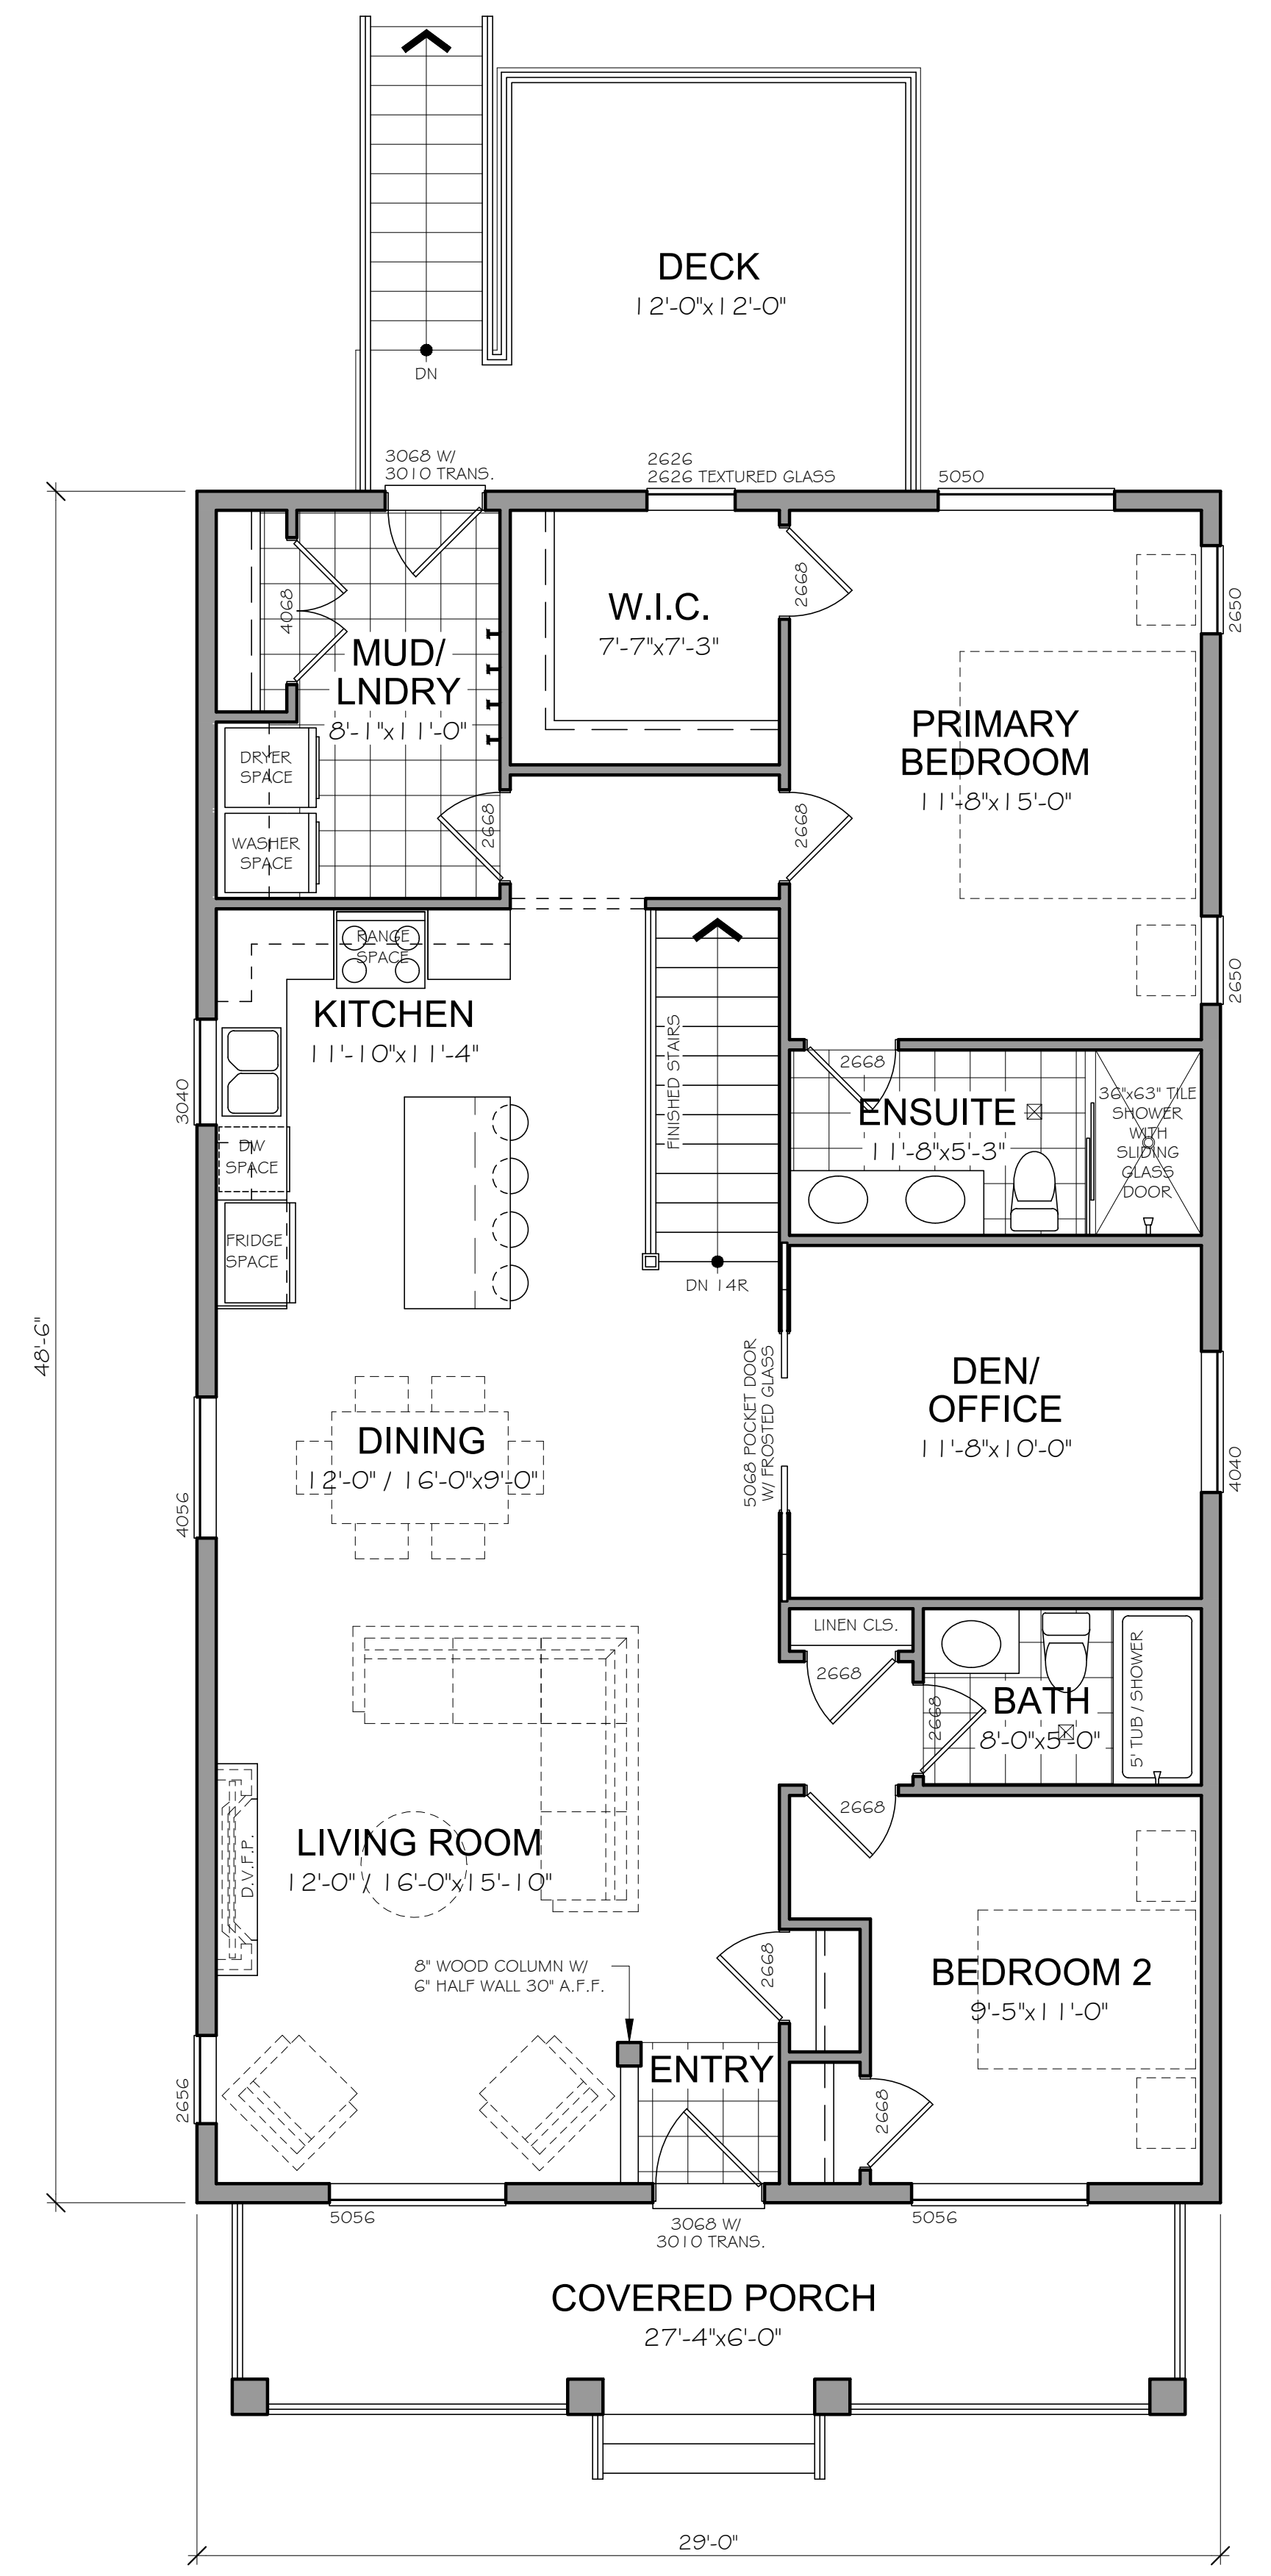 DECK
12'-0"x12'-0"
DN
3068 W/
3010 TRANS.
2626
2626 TEXTURED GLASS
5050
4068
2668
W.I.C.
7'-7"x7'-3"
2650
MUD/
LNDRY
8'-1"x11'-0"
PRIMARY
BEDROOM
11'-8"x15'-0"
DRYER
SPACE
WASHER
SPACE
2668
2668
RANGE
SPACE
2650
KITCHEN
11'-10"x11'-4"
FINISHED STAIRS
3040
2668
ENSUITE
11'-8"x5'-3"
36"x63" TILE
SHOWER
WITH
SLIDING
GLASS
DOOR
DW
SPACE
FRIDGE
SPACE
DN 14R
48'-6"
5068 POCKET DOOR
W/ FROSTED GLASS
DEN/
OFFICE
11'-8"x10'-0"
4040
DINING
12'-0" / 16'-0"x9'-0"
4056
LINEN CLS.
2668
2668
BATH
8'-0"x5'-0"
5' TUB / SHOWER
2668
LIVING ROOM
12'-0" / 16'-0"x15'-10"
D.V.F.P.
8" WOOD COLUMN W/
6" HALF WALL 30" A.F.F.
2668
BEDROOM 2
9'-5"x11'-0"
ENTRY
2656
2668
5056
3068 W/
3010 TRANS.
5056
COVERED PORCH
27'-4"x6'-0"
29'-0"